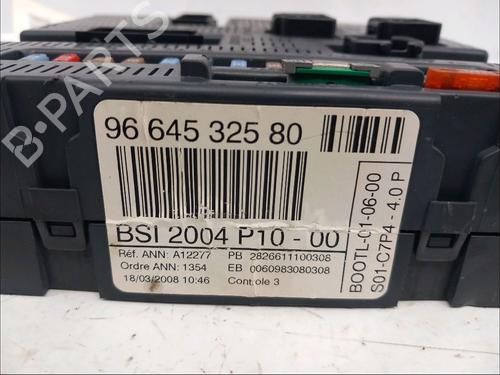 96 645 325 80
BSI 2004 P10 - 00
Réf. ANN: A12277 PB 2826611100308
Ordre ANN: 1354 EB 0060983080308
18/03/2008 10:46 Controle 3
BOOTL-01-06-00
S01-C7P4 - 4.0 P
B-PARTS